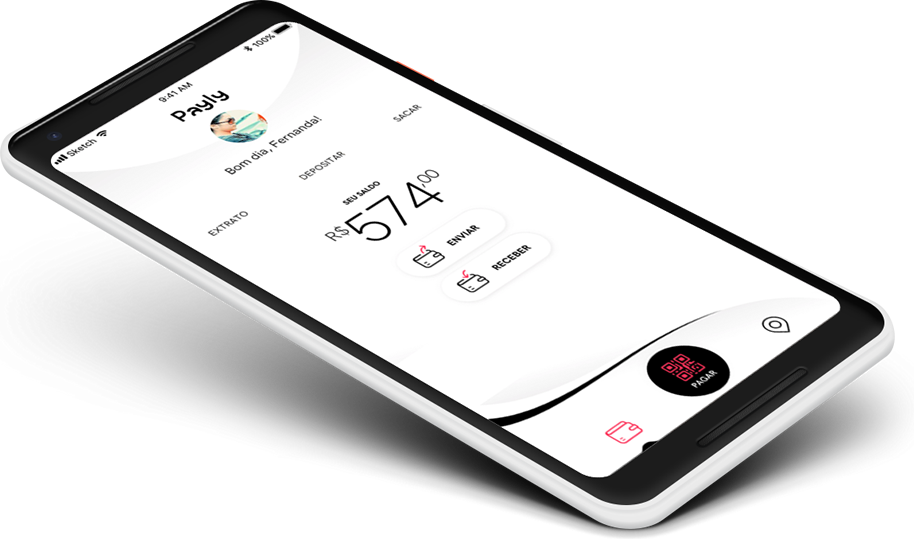 Sketch
9:41 AM
100%
Payly
Bom dia, Fernanda!
EXTRATO
DEPOSITAR
SACAR
SEU SALDO
R$574,00
ENVIAR
RECEBER
PAGAR